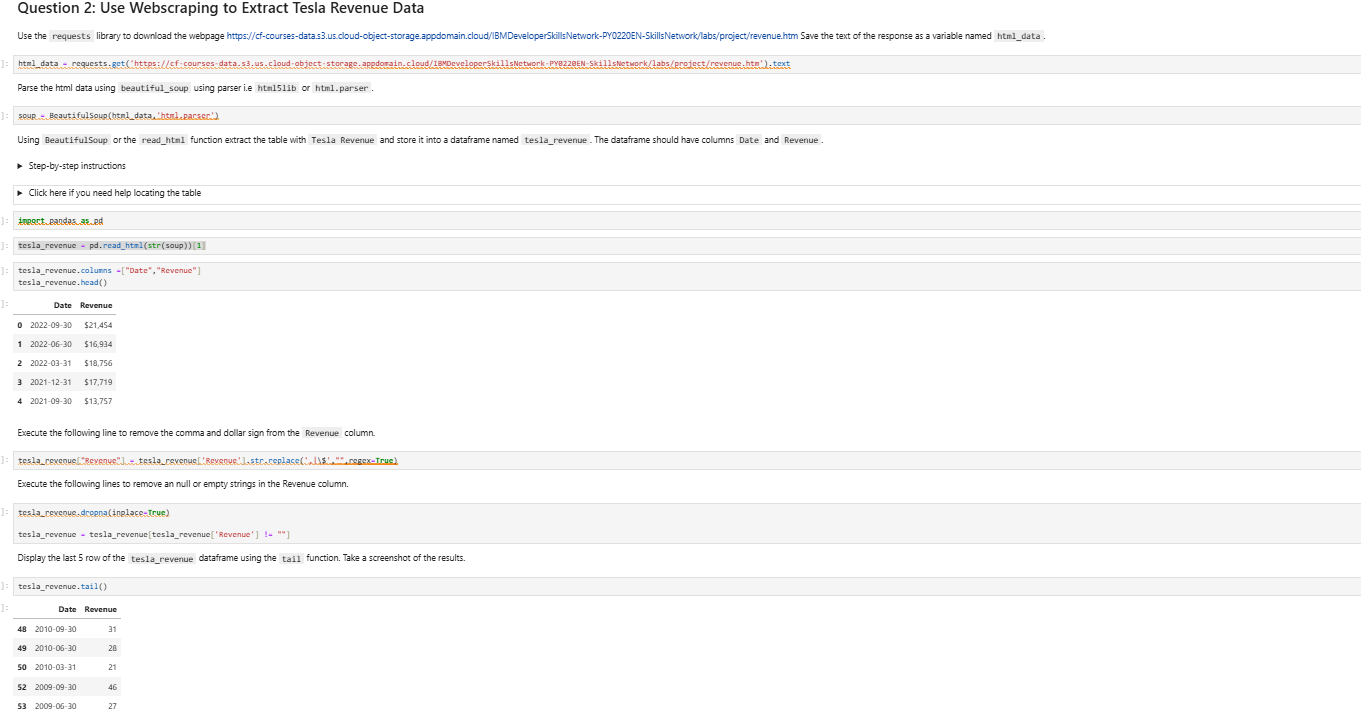 Question 2: Use Webscraping to Extract Tesla Revenue Data
Use the requests library to download the webpage https://cf-courses-data.s3.us.cloud-object-storage.appdomain.cloud/IBMDeveloperSkillsNetwork-PY0220EN-SkillsNetwork/labs/project/revenue.htm Save the text of the response as a variable named html_data.
]: html_data = requests.get('https://cf-courses-data.s3.us.cloud-object-storage.appdomain.cloud/IBMDeveloperSkillsNetwork-PY0220EN-SkillsNetwork/labs/project/revenue.htm').text
Parse the html data using beautiful_soup using parser i.e html5lib or html.parser.
]: soup = BeautifulSoup(html_data,'html.parser')
Using BeautifulSoup or the read_html function extract the table with Tesla Revenue and store it into a dataframe named tesla_revenue. The dataframe should have columns Date and Revenue.
▶ Step-by-step instructions
▶ Click here if you need help locating the table
]: import pandas as pd
]: tesla_revenue = pd.read_html(str(soup))[1]
]: tesla_revenue.columns =["Date","Revenue"]
tesla_revenue.head()
]: Date Revenue
0 2022-09-30 $21,454
1 2022-06-30 $16,934
2 2022-03-31 $18,756
3 2021-12-31 $17,719
4 2021-09-30 $13,757
Execute the following line to remove the comma and dollar sign from the Revenue column.
]: tesla_revenue["Revenue"] = tesla_revenue['Revenue'].str.replace(',|\$',"",regex=True)
Execute the following lines to remove an null or empty strings in the Revenue column.
]: tesla_revenue.dropna(inplace=True)
tesla_revenue = tesla_revenue[tesla_revenue['Revenue'] != ""]
Display the last 5 row of the tesla_revenue dataframe using the tail function. Take a screenshot of the results.
]: tesla_revenue.tail()
]: Date Revenue
48 2010-09-30 31
49 2010-06-30 28
50 2010-03-31 21
52 2009-09-30 46
53 2009-06-30 27